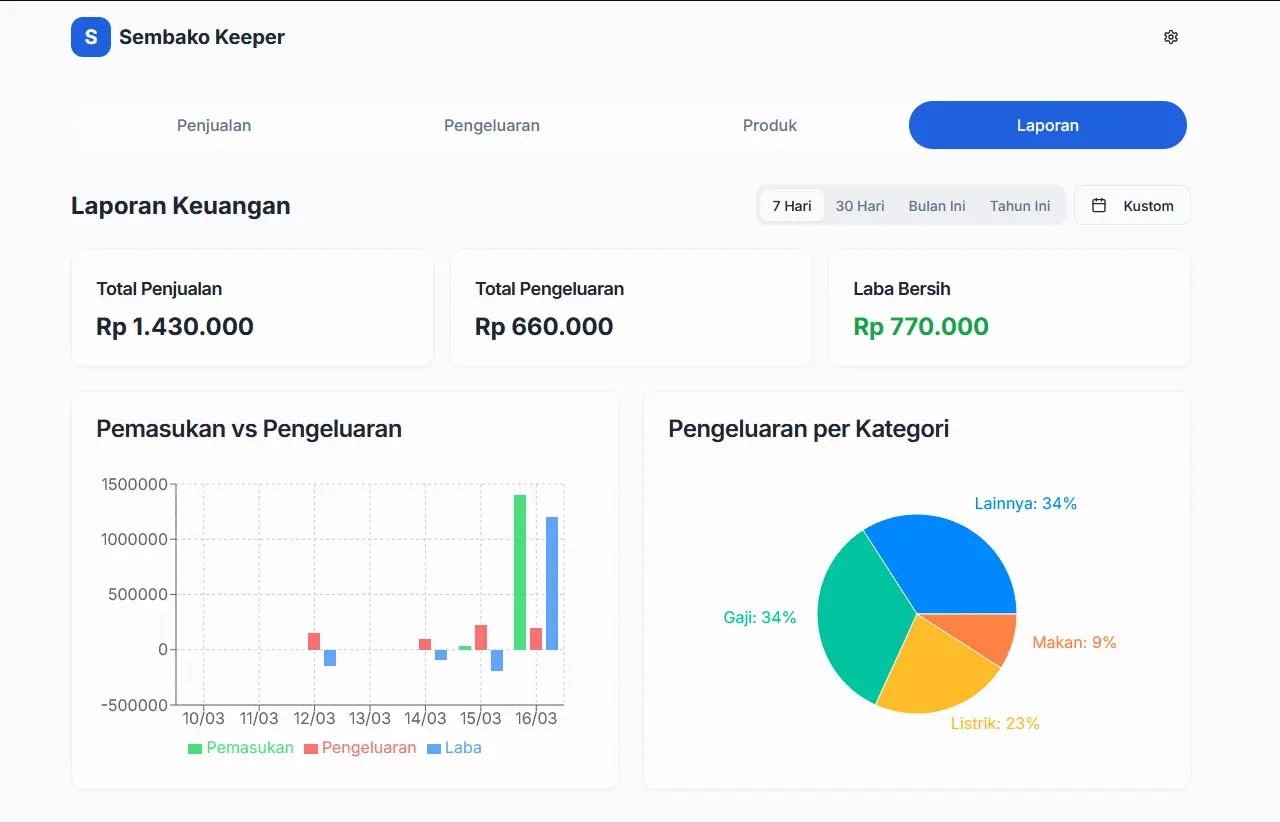 S Sembako Keeper
Penjualan Pengeluaran Produk Laporan
Laporan Keuangan
7 Hari 30 Hari Bulan Ini Tahun Ini Kustom
Total Penjualan
Rp 1.430.000
Total Pengeluaran
Rp 660.000
Laba Bersih
Rp 770.000
Pemasukan vs Pengeluaran
1500000
1000000
500000
0
-500000
10/03 11/03 12/03 13/03 14/03 15/03 16/03
Pemasukan Pengeluaran Laba
Pengeluaran per Kategori
Lainnya: 34%
Gaji: 34%
Makan: 9%
Listrik: 23%